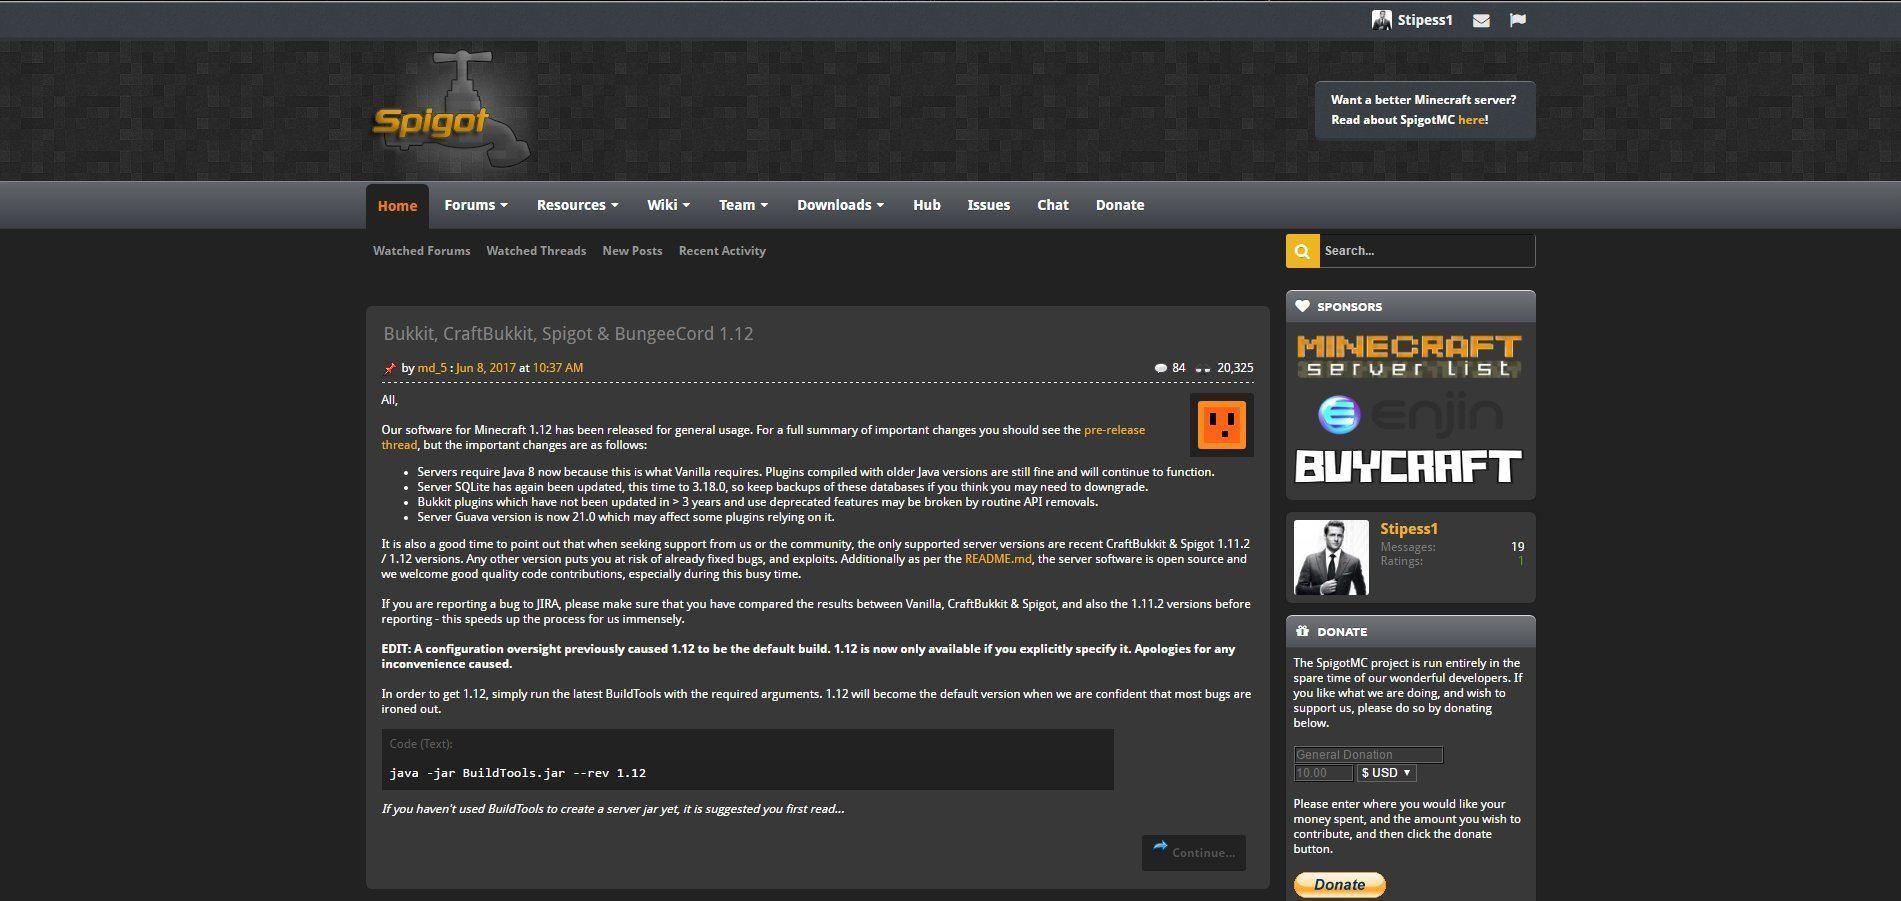 Stipess1
Spigot
Want a better Minecraft server?
Read about SpigotMC here!
Home Forums Resources Wiki Team Downloads Hub Issues Chat Donate
Watched Forums Watched Threads New Posts Recent Activity
Search...
Bukkit, CraftBukkit, Spigot & BungeeCord 1.12
by md_5 : Jun 8, 2017 at 10:37 AM
84 20,325
All,
Our software for Minecraft 1.12 has been released for general usage. For a full summary of important changes you should see the pre-release
thread, but the important changes are as follows:
• Servers require Java 8 now because this is what Vanilla requires. Plugins compiled with older Java versions are still fine and will continue to function.
• Server SQLite has again been updated, this time to 3.18.0, so keep backups of these databases if you think you may need to downgrade.
• Bukkit plugins which have not been updated in > 3 years and use deprecated features may be broken by routine API removals.
• Server Guava version is now 21.0 which may affect some plugins relying on it.
It is also a good time to point out that when seeking support from us or the community, the only supported server versions are recent CraftBukkit & Spigot 1.11.2
/ 1.12 versions. Any other version puts you at risk of already fixed bugs, and exploits. Additionally as per the README.md, the server software is open source and
we welcome good quality code contributions, especially during this busy time.
If you are reporting a bug to JIRA, please make sure that you have compared the results between Vanilla, CraftBukkit & Spigot, and also the 1.11.2 versions before
reporting - this speeds up the process for us immensely.
EDIT: A configuration oversight previously caused 1.12 to be the default build. 1.12 is now only available if you explicitly specify it. Apologies for any
inconvenience caused.
In order to get 1.12, simply run the latest BuildTools with the required arguments. 1.12 will become the default version when we are confident that most bugs are
ironed out.
Code (Text):
java -jar BuildTools.jar --rev 1.12
If you haven't used BuildTools to create a server jar yet, it is suggested you first read...
Continue...
SPONSORS
MINECRAFT
server list
enjin
BUYCRAFT
Stipess1
Messages: 19
Ratings: 1
DONATE
The SpigotMC project is run entirely in the
spare time of our wonderful developers. If
you like what we are doing, and wish to
support us, please do so by donating
below.
General Donation
10.00 $ USD
Please enter where you would like your
money spent, and the amount you wish to
contribute, and then click the donate
button.
Donate